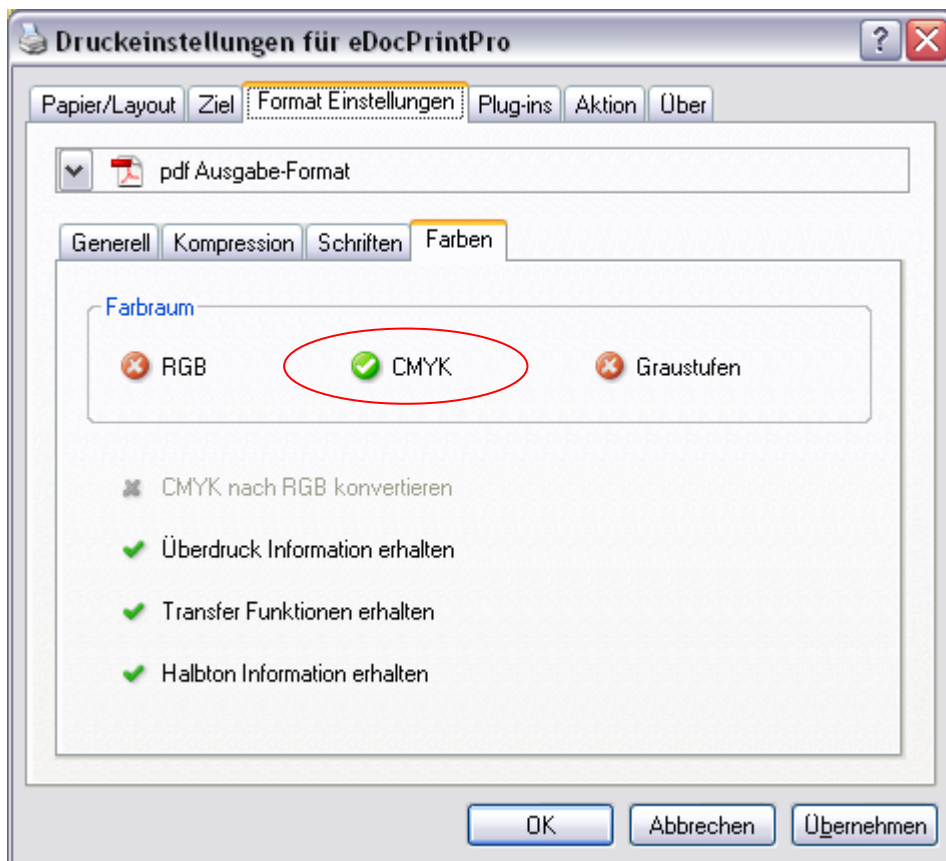 Druckeinstellungen für eDocPrintPro
Papier/Layout Ziel Format Einstellungen Plug-ins Aktion Über
pdf Ausgabe-Format
Generell Kompression Schriften Farben
Farbraum
RGB CMYK Graustufen
CMYK nach RGB konvertieren
Überdruck Information erhalten
Transfer Funktionen erhalten
Halbton Information erhalten
OK Abbrechen Übernehmen